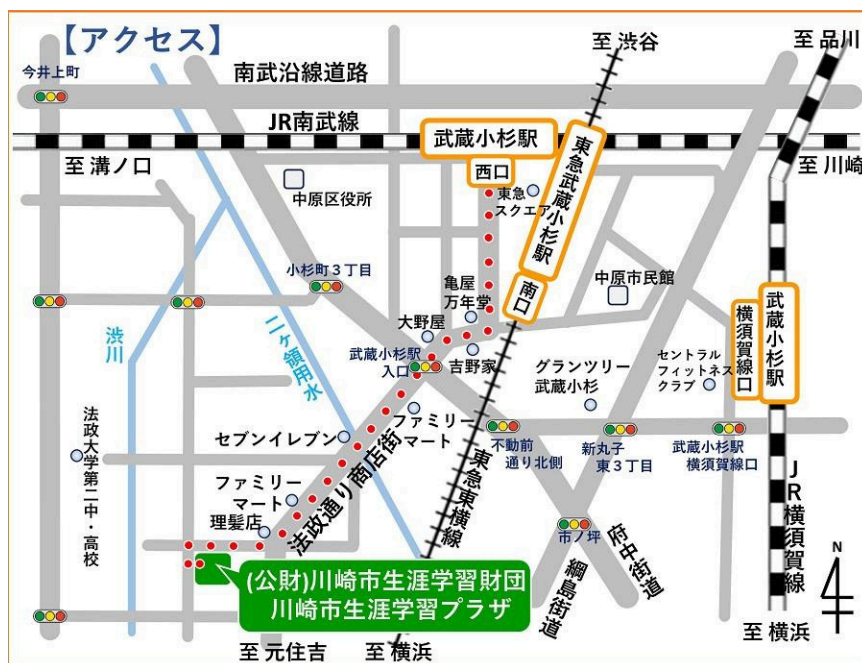 【アクセス】
至 渋谷
至 品川
今井上町
南武沿線道路
JR南武線
武蔵小杉駅
至 溝ノ口
至 川崎
西口
東急
スクエア
東急武蔵小杉駅
南口
中原区役所
中原市民館
小杉町3丁目
亀屋
万年堂
大野屋
吉野家
武蔵小杉駅
入口
渋川
二ヶ領用水
グランツリー
武蔵小杉
セントラル
フィットネス
クラブ
横須賀線口
武蔵小杉駅
ファミリー
マート
セブンイレブン
法政通り商店街
不動前
通り北側
新丸子
東3丁目
武蔵小杉駅
横須賀線口
法政大学第二中・高校
ファミリー
マート
理髪店
東急東横線
市ノ坪
府中街道
綱島街道
JR横須賀線
N
(公財)川崎市生涯学習財団
川崎市生涯学習プラザ
至 元住吉
至 横浜
至 横浜